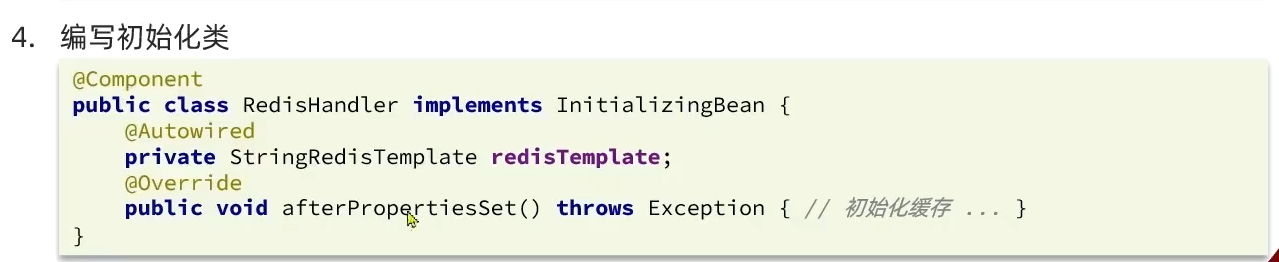 4. 编写初始化类
@Component
public class RedisHandler implements InitializingBean {
@Autowired
private StringRedisTemplate redisTemplate;
@Override
public void afterPropertiesSet() throws Exception { // 初始化缓存 ... }
}